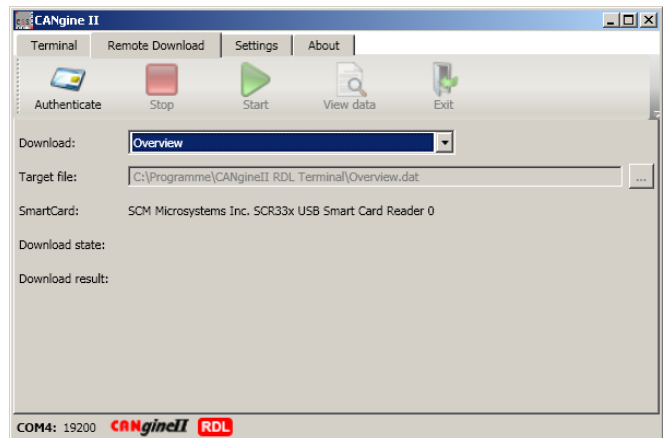 CANgine II
Terminal Remote Download Settings About
Authenticate Stop Start View data Exit
Download: Overview
Target file: C:\Programme\CANgineII RDL Terminal\Overview.dat ...
SmartCard: SCM Microsystems Inc. SCR33x USB Smart Card Reader 0
Download state:
Download result:
COM4: 19200 CANgineII RDL